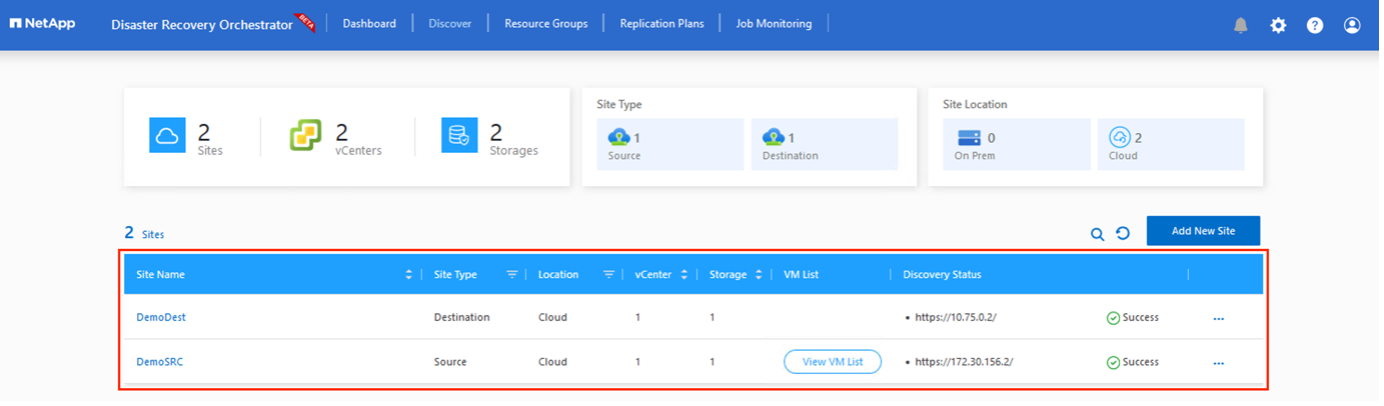 NetApp Disaster Recovery Orchestrator BETA Dashboard Discover Resource Groups Replication Plans Job Monitoring ?
2 Sites
2 vCenters
2 Storages
Site Type
1 Source
1 Destination
Site Location
0 On Prem
2 Cloud
2 Sites
Add New Site
Site Name Site Type Location vCenter Storage VM List Discovery Status
DemoDest Destination Cloud 1 1 • https://10.75.0.2/ Success ...
DemoSRC Source Cloud 1 1 View VM List • https://172.30.156.2/ Success ...